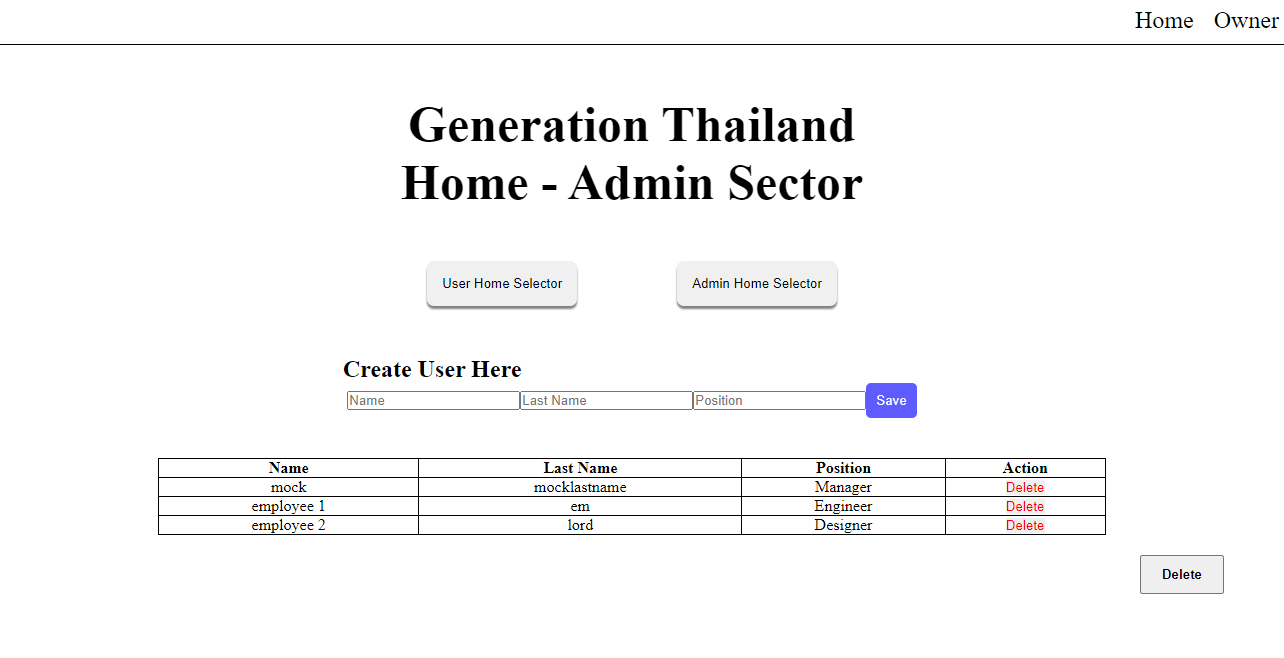 Home Owner
Generation Thailand
Home - Admin Sector
User Home Selector Admin Home Selector
Create User Here
Name Last Name Position Save
Name Last Name Position Action
mock mocklastname Manager Delete
employee 1 em Engineer Delete
employee 2 lord Designer Delete
Delete